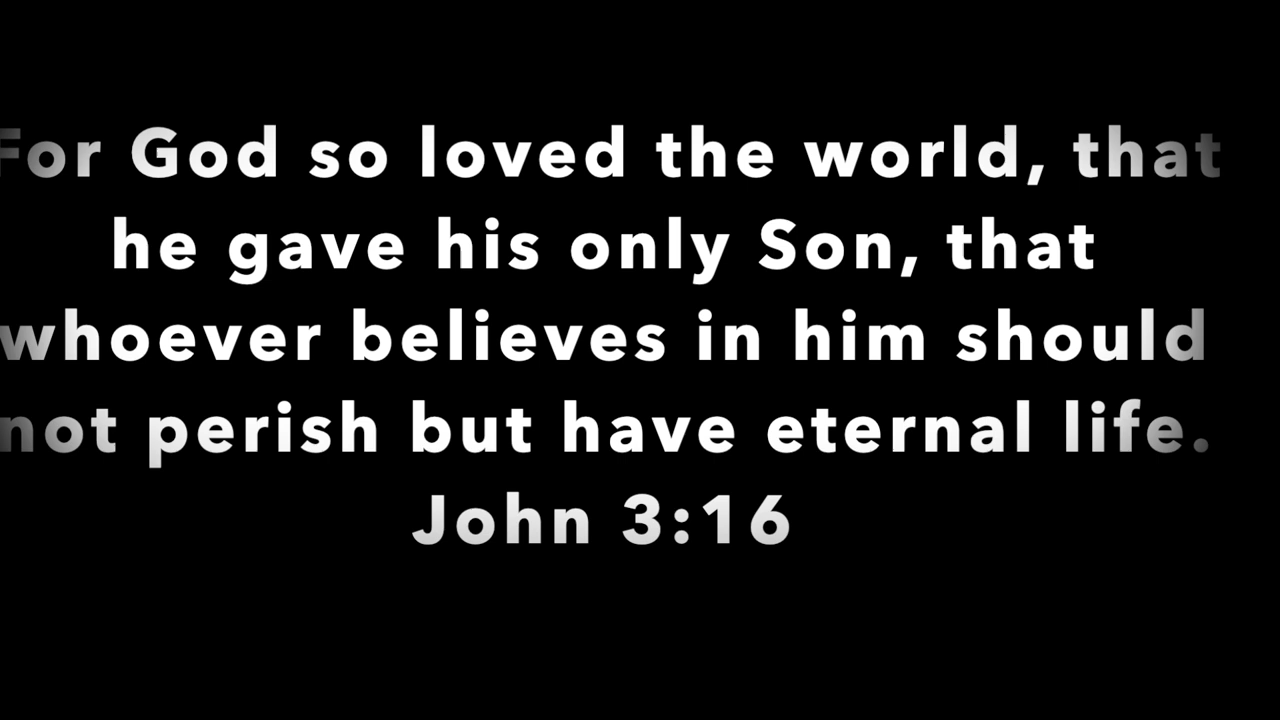 For God so loved the world, that
he gave his only Son, that
whoever believes in him should
not perish but have eternal life.
John 3:16